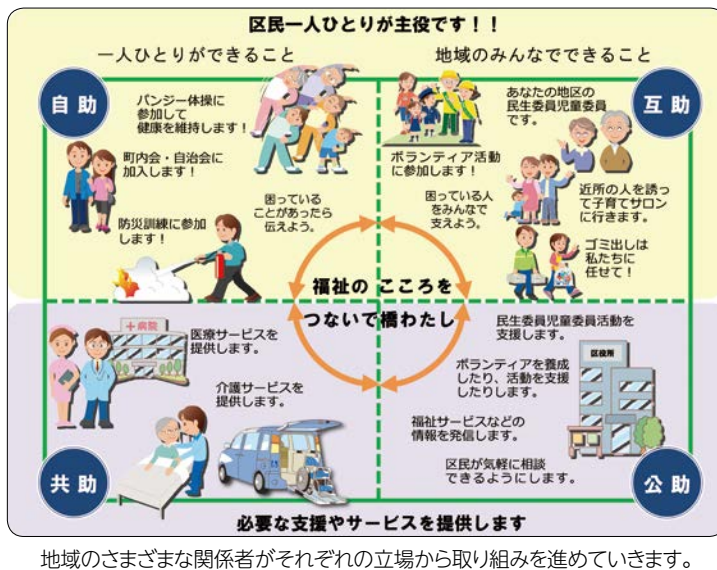 区民一人ひとりが主役です！！
一人ひとりができること
地域のみんなでできること
自助
パンジー体操に
参加して
健康を維持します！
町内会・自治会に
加入します！
防災訓練に参加
します！
困っている
ことがあったら
伝えよう。
互助
あなたの地区の
民生委員児童委員
です。
ボランティア活動
に参加します！
困っている人
をみんなで
支えよう。
近所の人を誘っ
て子育てサロン
に行きます。
ゴミ出しは
私たちに
任せて！
福祉の こころを
つないで橋わたし
病院
医療サービスを
提供します。
介護サービスを
提供します。
共助
民生委員児童委員活動を
支援します。
区役所
ボランティアを養成
したり、活動を支援
したりします。
福祉サービスなどの
情報を発信します。
区民が気軽に相談
できるようにします。
公助
必要な支援やサービスを提供します
地域のさまざまな関係者がそれぞれの立場から取り組みを進めていきます。